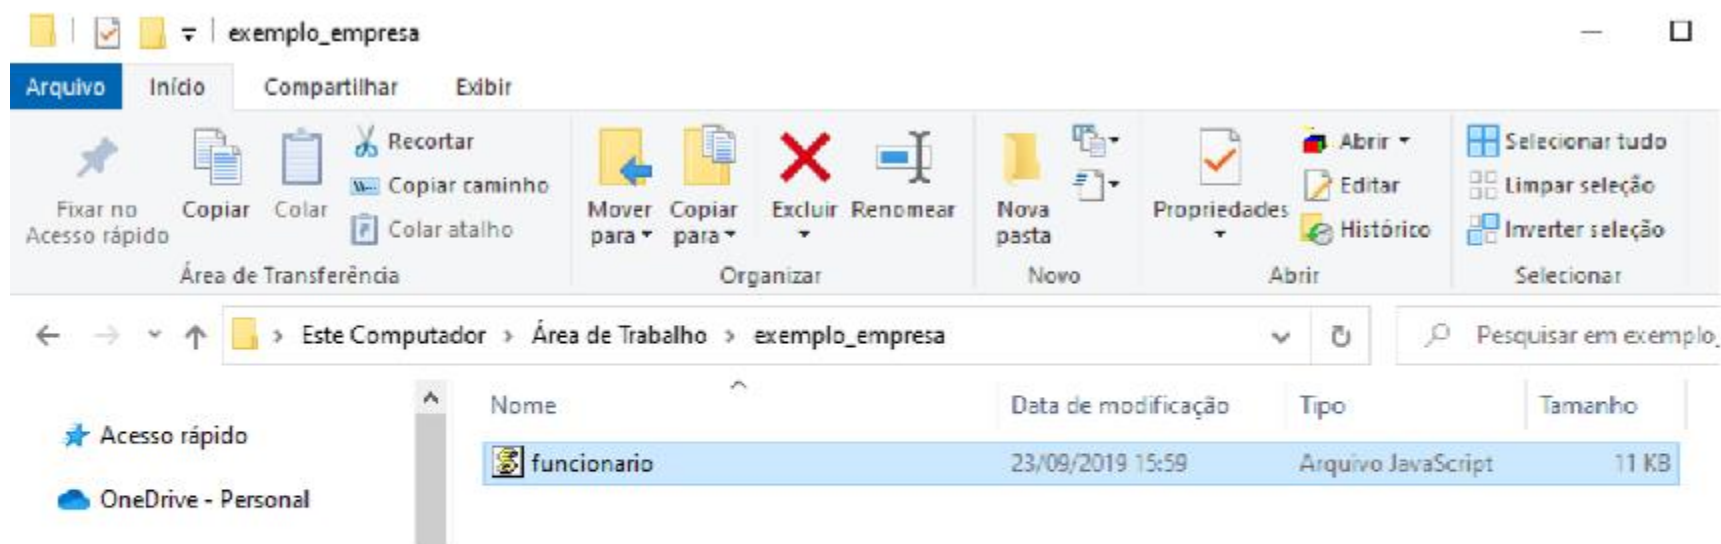 exemplo_empresa
Arquivo Início Compartilhar Exibir
Fixar no Acesso rápido
Copiar
Colar
Recortar
Copiar caminho
Colar atalho
Área de Transferência
Mover para
Copiar para
Excluir
Renomear
Organizar
Nova pasta
Novo
Propriedades
Abrir
Editar
Histórico
Abrir
Selecionar tudo
Limpar seleção
Inverter seleção
Selecionar
Este Computador > Área de Trabalho > exemplo_empresa
Pesquisar em exemplo_
Nome Data de modificação Tipo Tamanho
Acesso rápido
funcionario 23/09/2019 15:59 Arquivo JavaScript 11 KB
OneDrive - Personal